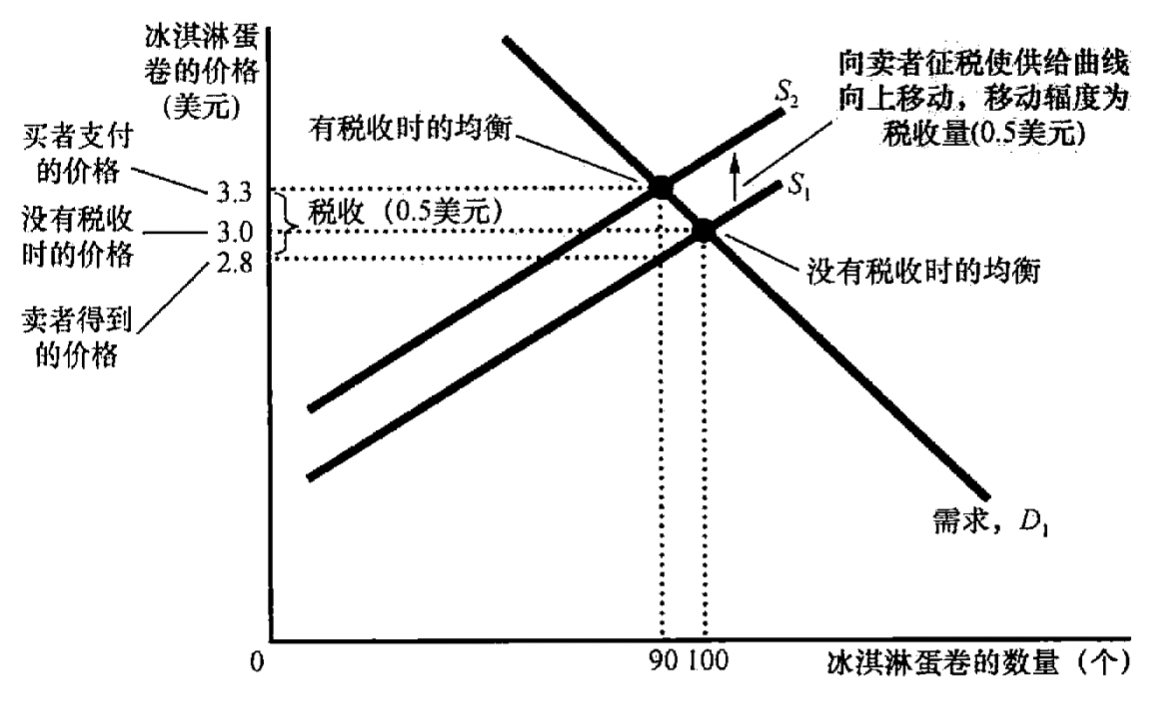 冰淇淋蛋
卷的价格
(美元)
买者支付
的价格
3.3
没有税收
时的价格
3.0
2.8
卖者得到
的价格
有税收时的均衡
税收（0.5美元）
S₂
S₁
向卖者征税使供给曲线
向上移动，移动辐度为
税收量(0.5美元)
没有税收时的均衡
需求，D₁
0
90 100
冰淇淋蛋卷的数量（个）